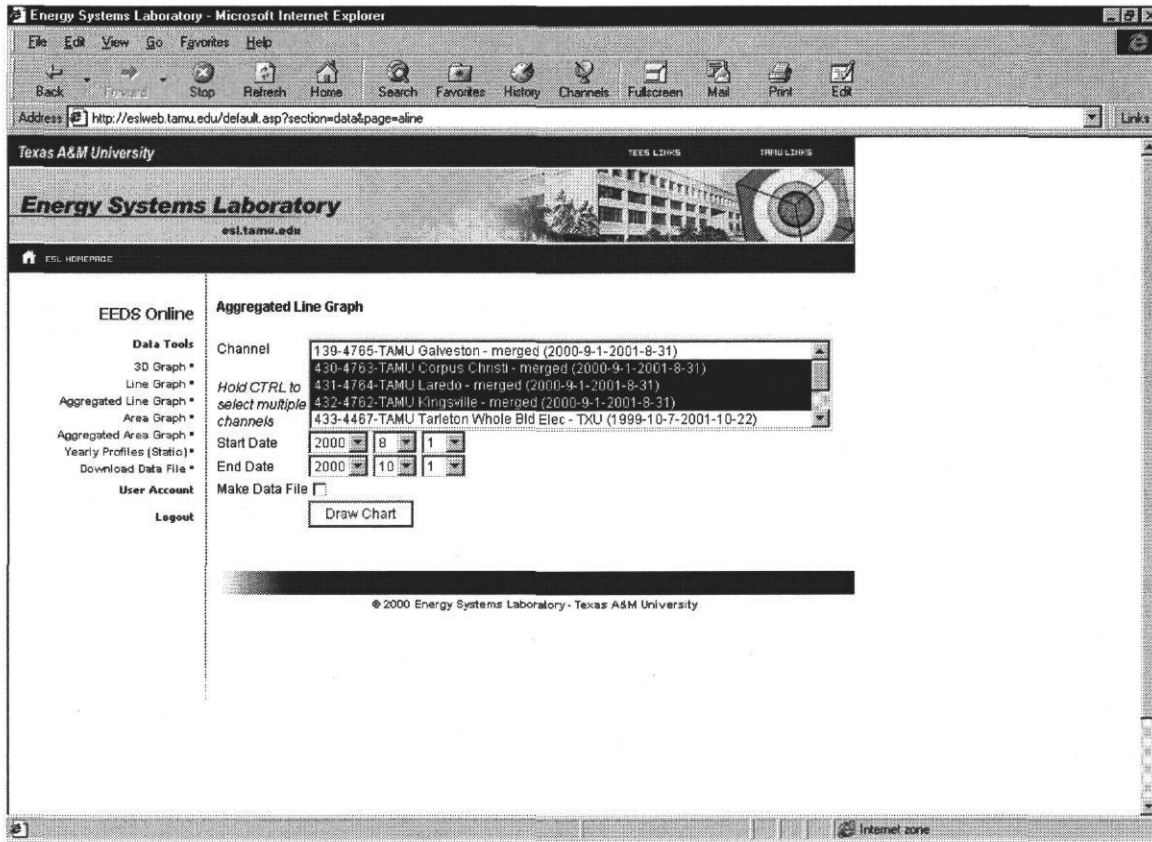 Energy Systems Laboratory - Microsoft Internet Explorer
File Edit View Go Favorites Help
Back Forward Stop Refresh Home Search Favorites History Channels Fullscreen Mail Print Edit
Address http://eslweb.tamu.edu/default.asp?section=data&page=aline Links
Texas A&M University TEES LINKS TAMU LINKS
Energy Systems Laboratory
esl.tamu.edu
ESL HOMEPAGE
EEDS Online
Data Tools
3D Graph
Line Graph
Aggregated Line Graph
Area Graph
Aggregated Area Graph
Yearly Profiles (Static)
Download Data File
User Account
Logout
Aggregated Line Graph
Channel
139-4765-TAMU Galveston - merged (2000-9-1-2001-8-31)
430-4763-TAMU Corpus Christi - merged (2000-9-1-2001-8-31)
431-4764-TAMU Laredo - merged (2000-9-1-2001-8-31)
432-4762-TAMU Kingsville - merged (2000-9-1-2001-8-31)
433-4467-TAMU Tarleton Whole Bld Elec - TXU (1999-10-7-2001-10-22)
Hold CTRL to
select multiple
channels
Start Date 2000 8 1
End Date 2000 10 1
Make Data File
Draw Chart
© 2000 Energy Systems Laboratory - Texas A&M University
Internet zone